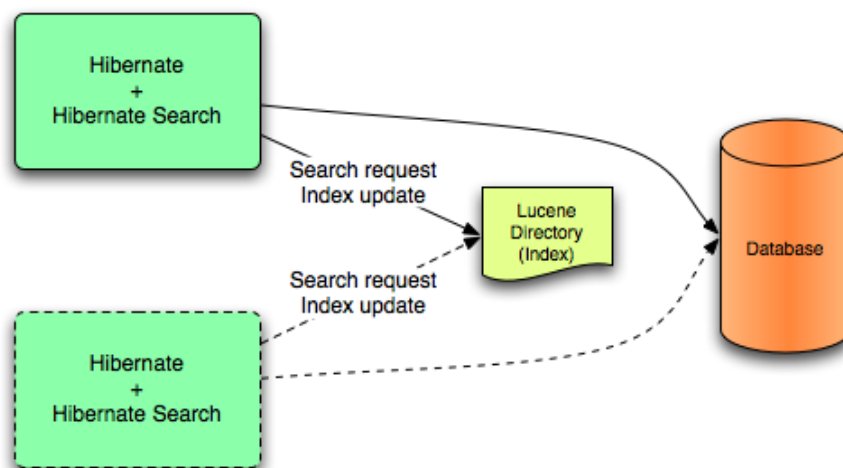 Hibernate
+
Hibernate Search
Search request
Index update
Lucene
Directory
(Index)
Database
Search request
Index update
Hibernate
+
Hibernate Search